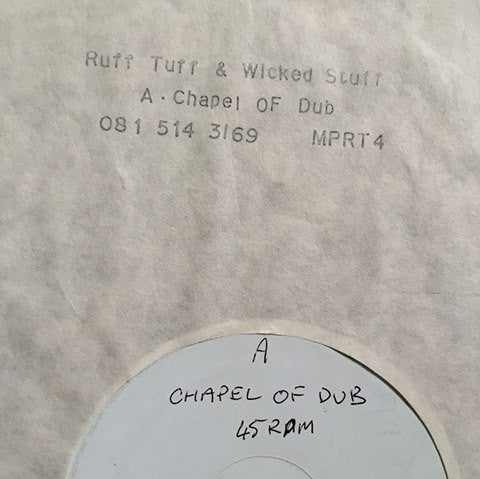 Ruff Tuff & Wicked Stuff
A · Chapel OF Dub
081 514 3169 MPRT4
A
CHAPEL OF DUB
45 RPM